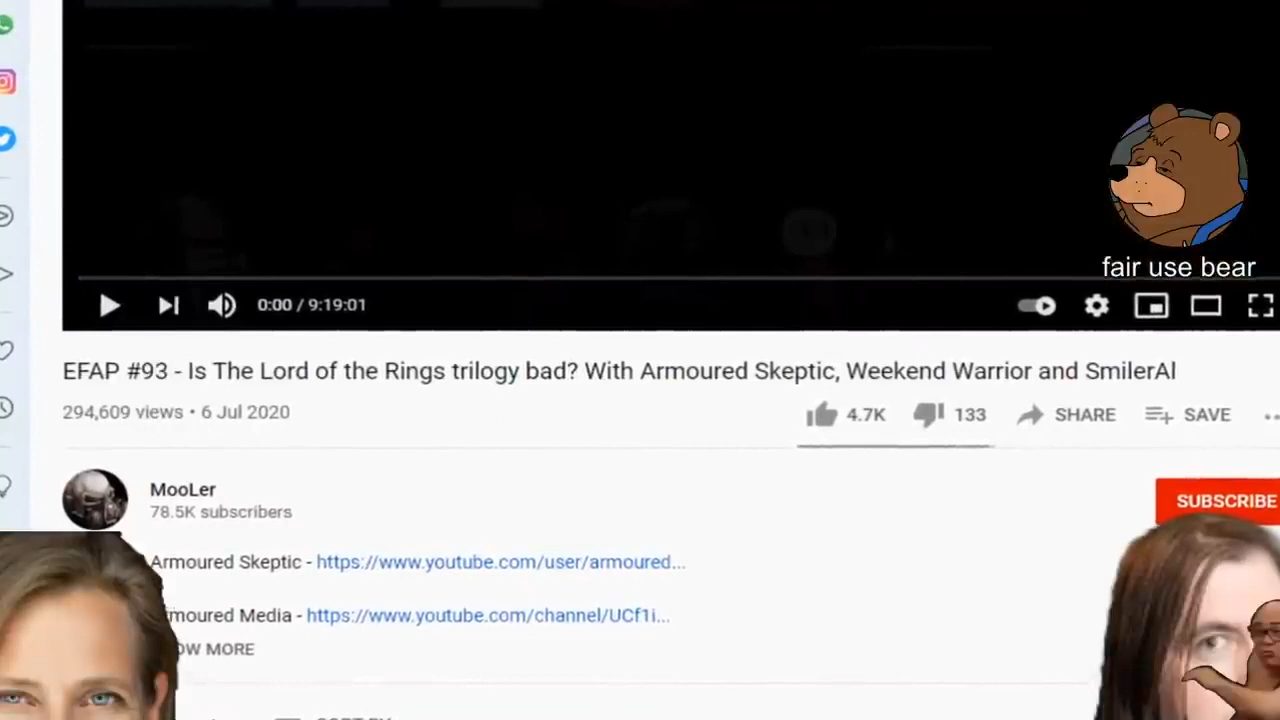 fair use bear
0:00 / 9:19:01
EFAP #93 - Is The Lord of the Rings trilogy bad? With Armoured Skeptic, Weekend Warrior and SmilerAl
294,609 views • 6 Jul 2020
4.7K 133 SHARE SAVE
MooLer
78.5K subscribers
SUBSCRIBE
Armoured Skeptic - https://www.youtube.com/user/armoured...
moured Media - https://www.youtube.com/channel/UCf1i...
OW MORE